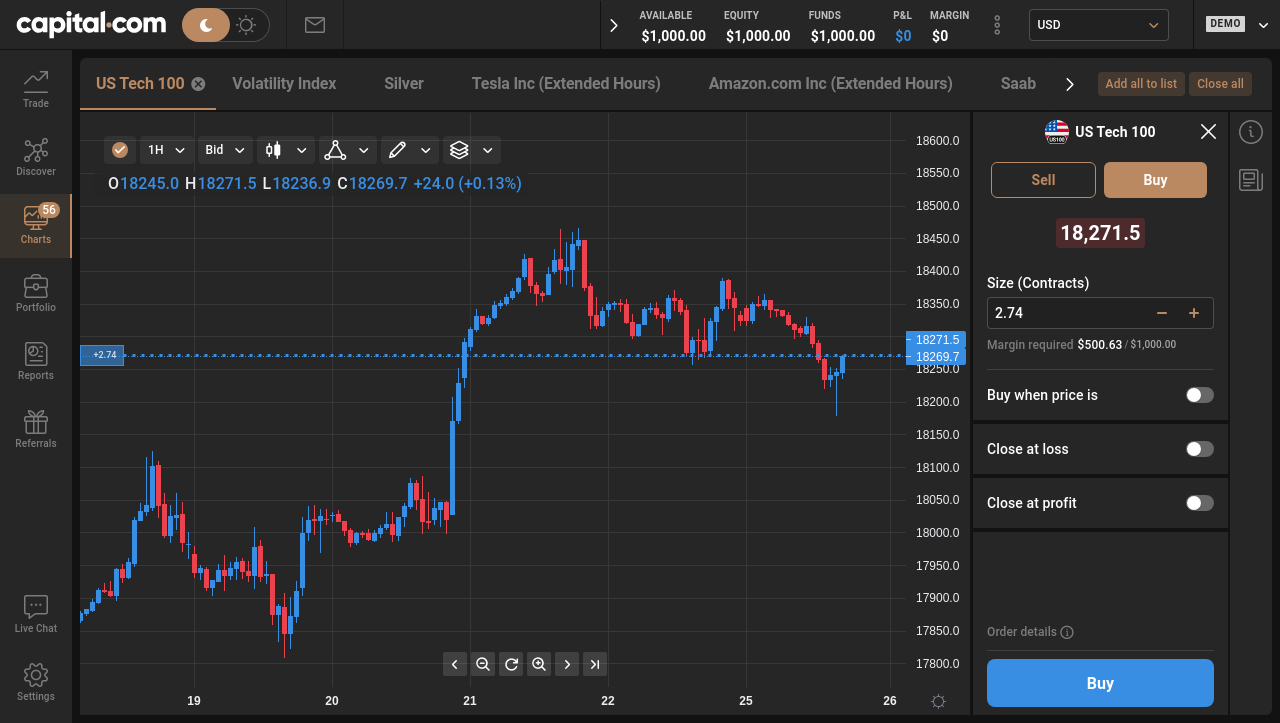 capital.com
AVAILABLE EQUITY FUNDS P&L MARGIN
$1,000.00 $1,000.00 $1,000.00 $0 $0
USD
DEMO
US Tech 100 Volatility Index Silver Tesla Inc (Extended Hours) Amazon.com Inc (Extended Hours) Saab
Add all to list Close all
Trade
Discover
56
Charts
Portfolio
Reports
Referrals
Live Chat
Settings
1H Bid
O18245.0 H18271.5 L18236.9 C18269.7 +24.0 (+0.13%)
+2.74
18600.0
18550.0
18500.0
18450.0
18400.0
18350.0
18300.0
18271.5
18269.7
18250.0
18200.0
18150.0
18100.0
18050.0
18000.0
17950.0
17900.0
17850.0
17800.0
19 20 21 22 25 26
US100
US Tech 100
Sell Buy
18,271.5
Size (Contracts)
2.74
Margin required $500.63 / $1,000.00
Buy when price is
Close at loss
Close at profit
Order details
Buy